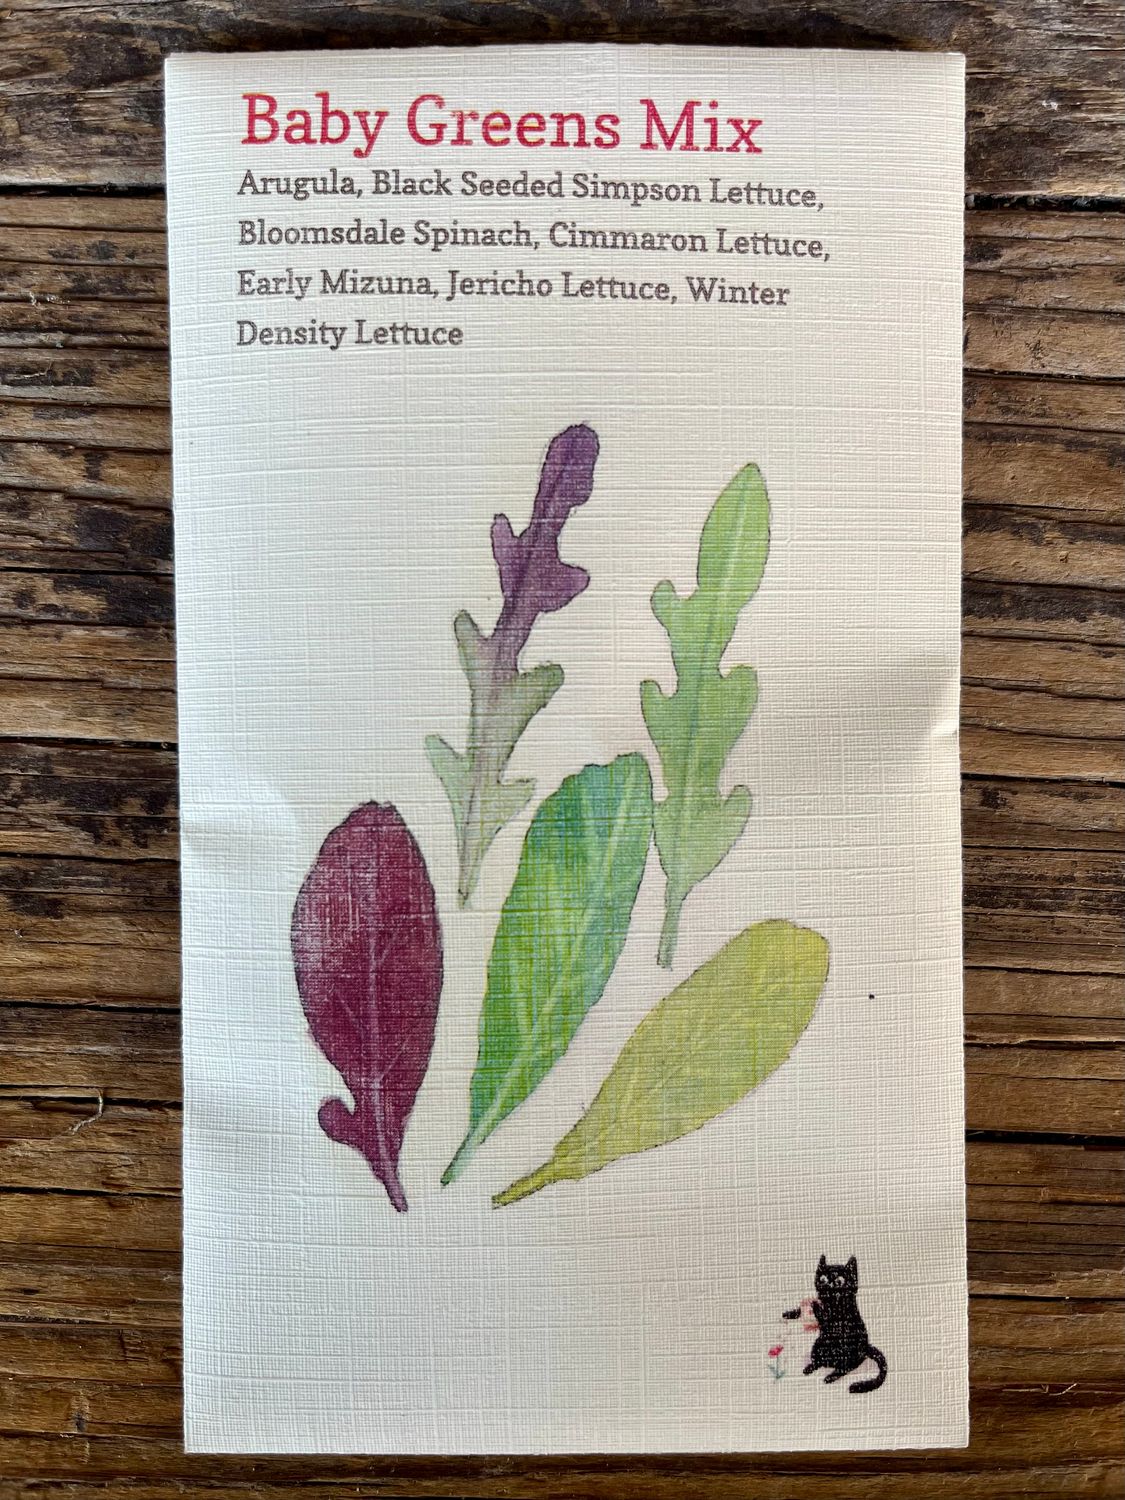 Baby Greens Mix
Arugula, Black Seeded Simpson Lettuce,
Bloomsdale Spinach, Cimmaron Lettuce,
Early Mizuna, Jericho Lettuce, Winter
Density Lettuce